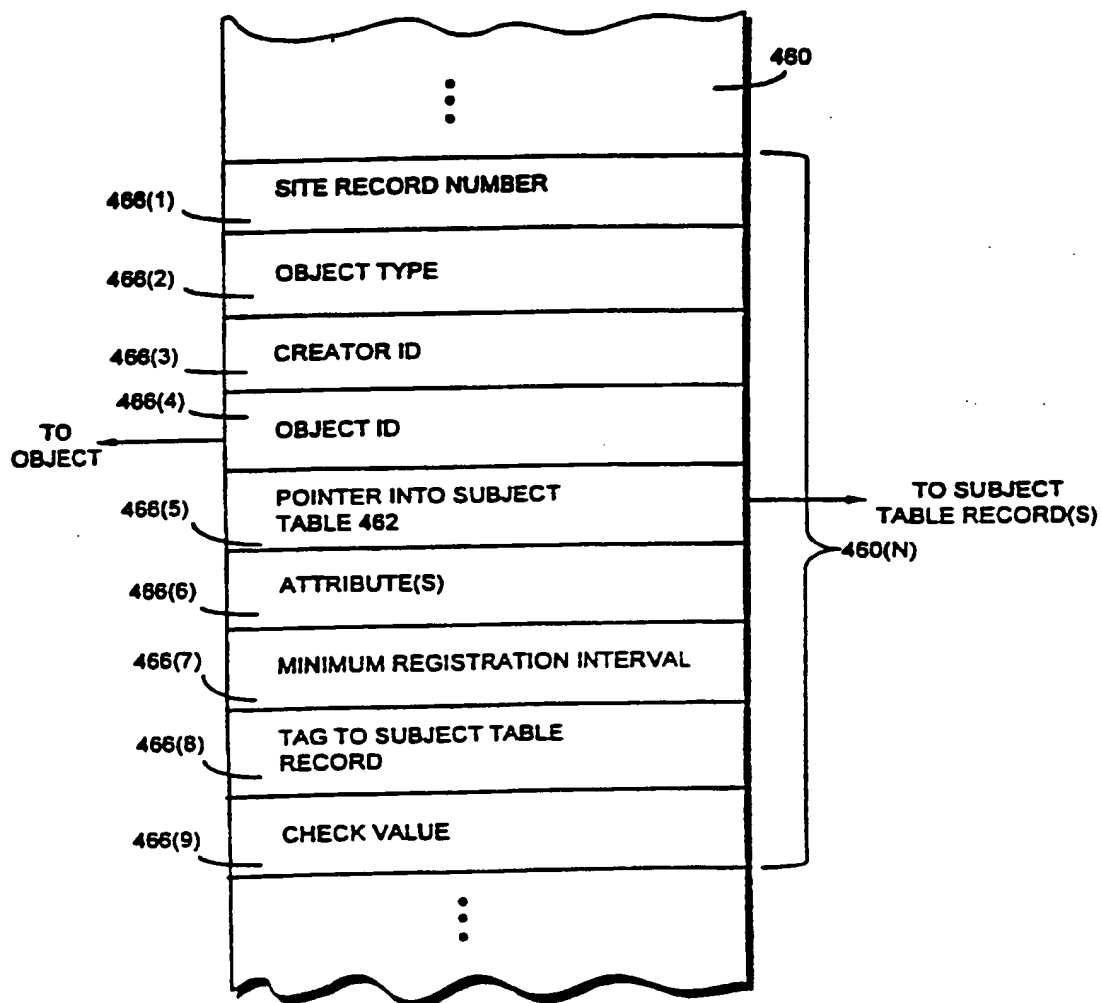 460
SITE RECORD NUMBER
466(1)
OBJECT TYPE
466(2)
CREATOR ID
466(3)
466(4)
OBJECT ID
TO
OBJECT
POINTER INTO SUBJECT
TABLE 462
466(5)
TO SUBJECT
TABLE RECORD(S)
460(N)
ATTRIBUTE(S)
466(6)
MINIMUM REGISTRATION INTERVAL
466(7)
TAG TO SUBJECT TABLE
RECORD
466(8)
CHECK VALUE
466(9)